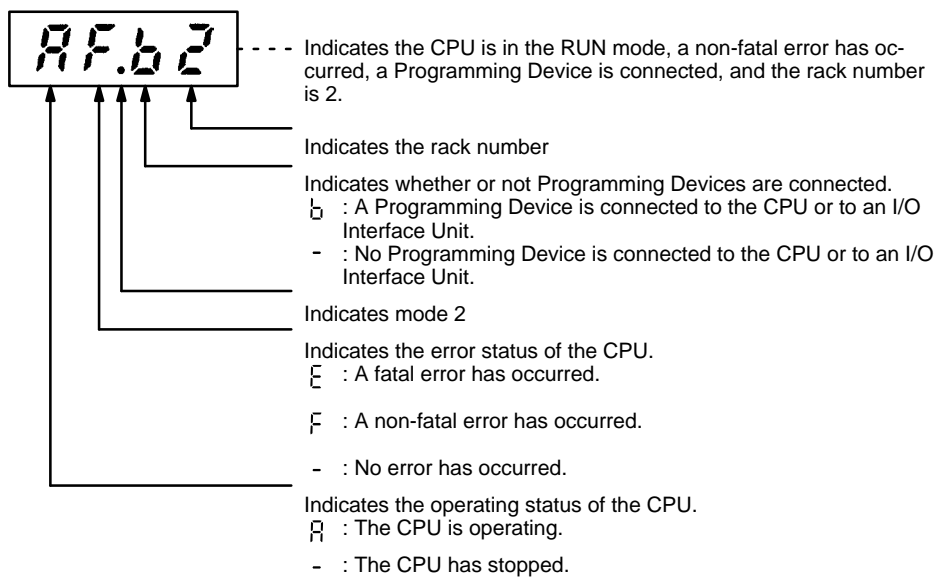 AF.b2
Indicates the CPU is in the RUN mode, a non-fatal error has oc-
curred, a Programming Device is connected, and the rack number
is 2.
Indicates the rack number
Indicates whether or not Programming Devices are connected.
b : A Programming Device is connected to the CPU or to an I/O
Interface Unit.
- : No Programming Device is connected to the CPU or to an I/O
Interface Unit.
Indicates mode 2
Indicates the error status of the CPU.
E : A fatal error has occurred.
F : A non-fatal error has occurred.
- : No error has occurred.
Indicates the operating status of the CPU.
A : The CPU is operating.
- : The CPU has stopped.